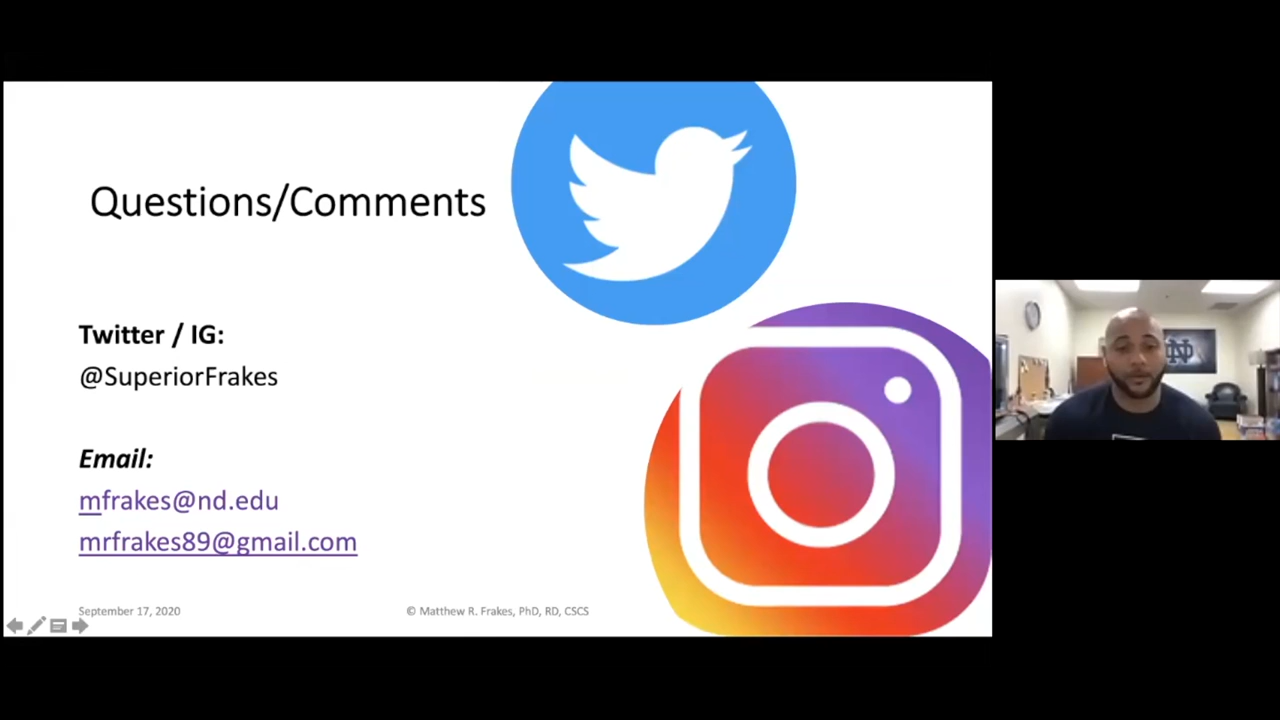 Questions/Comments
Twitter / IG:
@SuperiorFrakes
Email:
mfrakes@nd.edu
mrfrakes89@gmail.com
September 17, 2020
© Matthew R. Frakes, PhD, RD, CSCS
ND